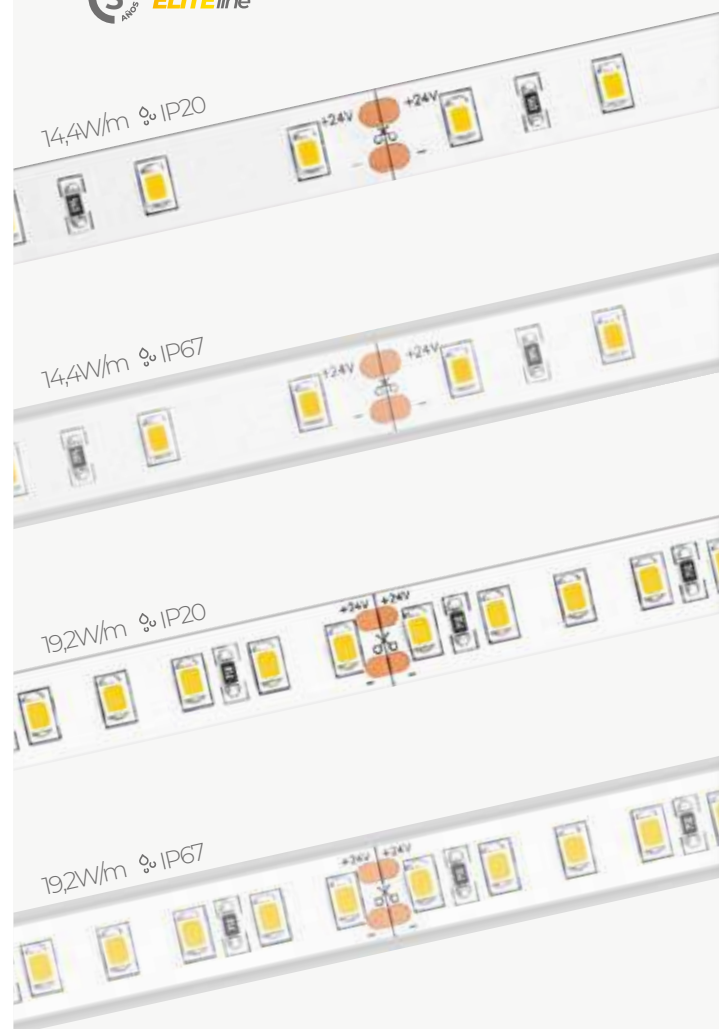 AÑOS ELITEline
14,4W/m IP20
+24V +24V
- -
14,4W/m IP67
+24V +24V
- -
19,2W/m IP20
+24V +24V
- -
19,2W/m IP67
+24V +24V
- -